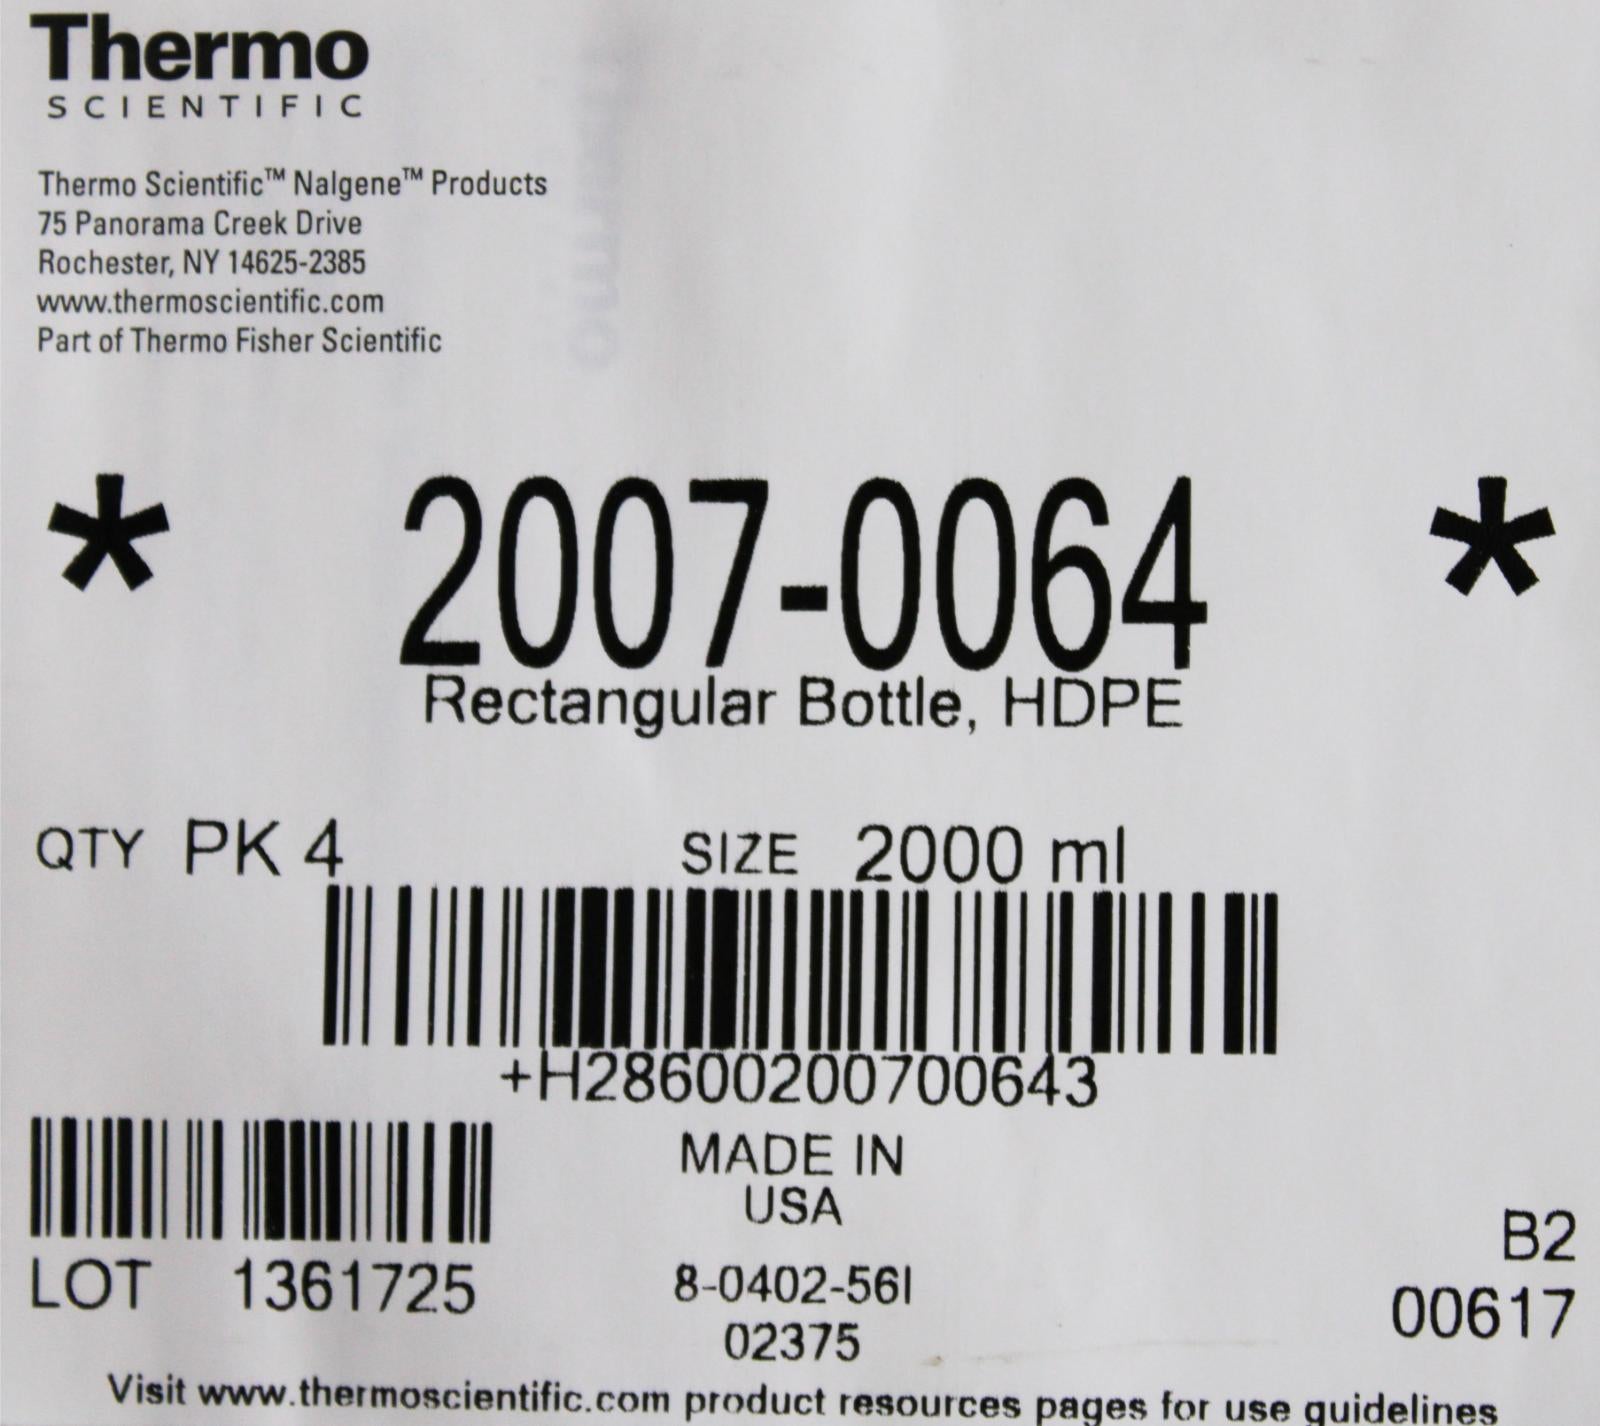 Thermo
SCIENTIFIC
Thermo Scientific™ Nalgene™ Products
75 Panorama Creek Drive
Rochester, NY 14625-2385
www.thermoscientific.com
Part of Thermo Fisher Scientific
* 2007-0064 *
Rectangular Bottle, HDPE
QTY PK 4 SIZE 2000 ml
+H28600200700643
MADE IN
USA
B2
LOT 1361725 8-0402-56I 00617
02375
Visit www.thermoscientific.com product resources pages for use guidelines